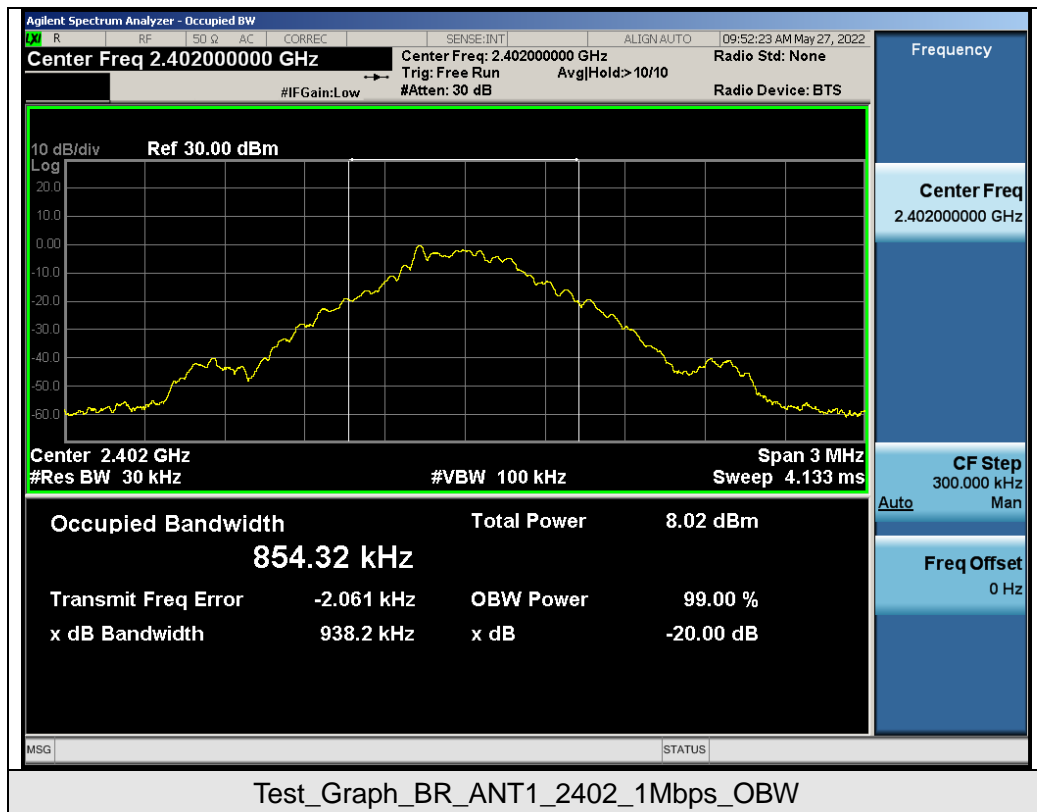 Agilent Spectrum Analyzer - Occupied BW
LXI R RF 50 Ω AC CORREC SENSE:INT ALIGN AUTO 09:52:23 AM May 27, 2022
Center Freq 2.402000000 GHz
Center Freq: 2.402000000 GHz
Radio Std: None
Trig: Free Run Avg|Hold:>10/10
#IFGain:Low #Atten: 30 dB Radio Device: BTS
Frequency
10 dB/div Ref 30.00 dBm
Log
20.0
10.0
0.00
-10.0
-20.0
-30.0
-40.0
-50.0
-60.0
Center 2.402 GHz Span 3 MHz
#Res BW 30 kHz #VBW 100 kHz Sweep 4.133 ms
Occupied Bandwidth Total Power 8.02 dBm
854.32 kHz
Transmit Freq Error -2.061 kHz OBW Power 99.00 %
x dB Bandwidth 938.2 kHz x dB -20.00 dB
Center Freq
2.402000000 GHz
CF Step
300.000 kHz
Auto Man
Freq Offset
0 Hz
MSG STATUS
Test_Graph_BR_ANT1_2402_1Mbps_OBW